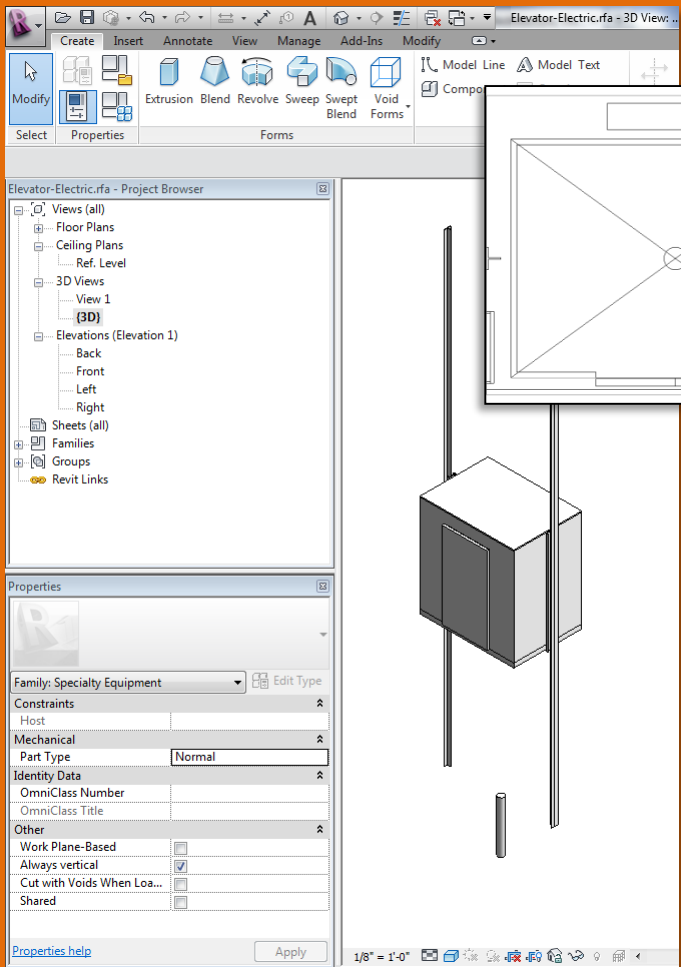 Elevator-Electric.rfa - 3D View: ...
Create Insert Annotate View Manage Add-Ins Modify
Model Line Model Text
Modify Extrusion Blend Revolve Sweep Swept Blend Void Forms
Select Properties Forms
Elevator-Electric.rfa - Project Browser
Views (all)
Floor Plans
Ceiling Plans
Ref. Level
3D Views
View 1
{3D}
Elevations (Elevation 1)
Back
Front
Left
Right
Sheets (all)
Families
Groups
Revit Links
Properties
Family: Specialty Equipment Edit Type
Constraints
Host
Mechanical
Part Type Normal
Identity Data
OmniClass Number
OmniClass Title
Other
Work Plane-Based
Always vertical
Cut with Voids When Loa...
Shared
Properties help Apply
1/8" = 1'-0"